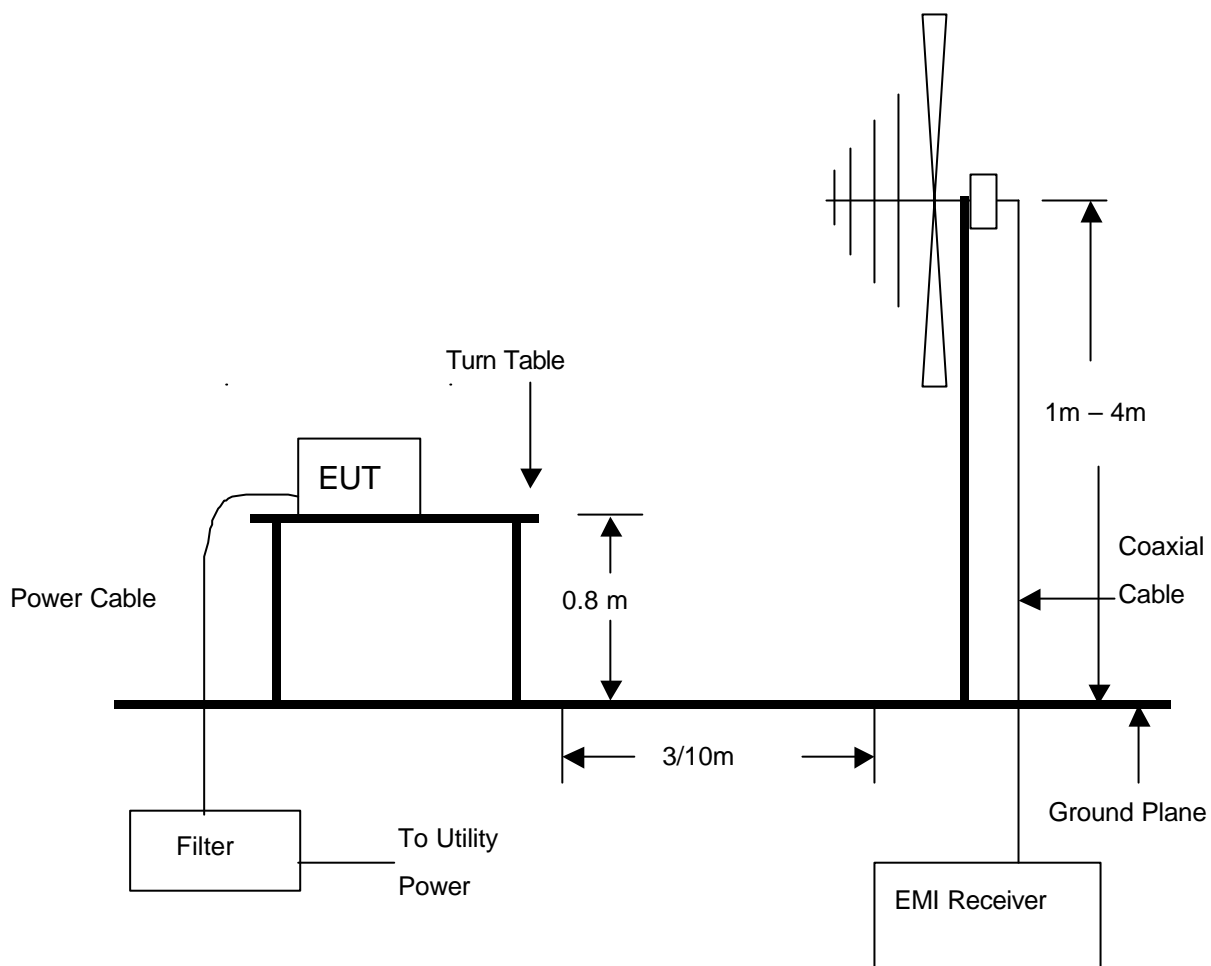 Turn Table
1m – 4m
EUT
Coaxial
Cable
Power Cable
0.8 m
3/10m
Ground Plane
Filter
To Utility
Power
EMI Receiver